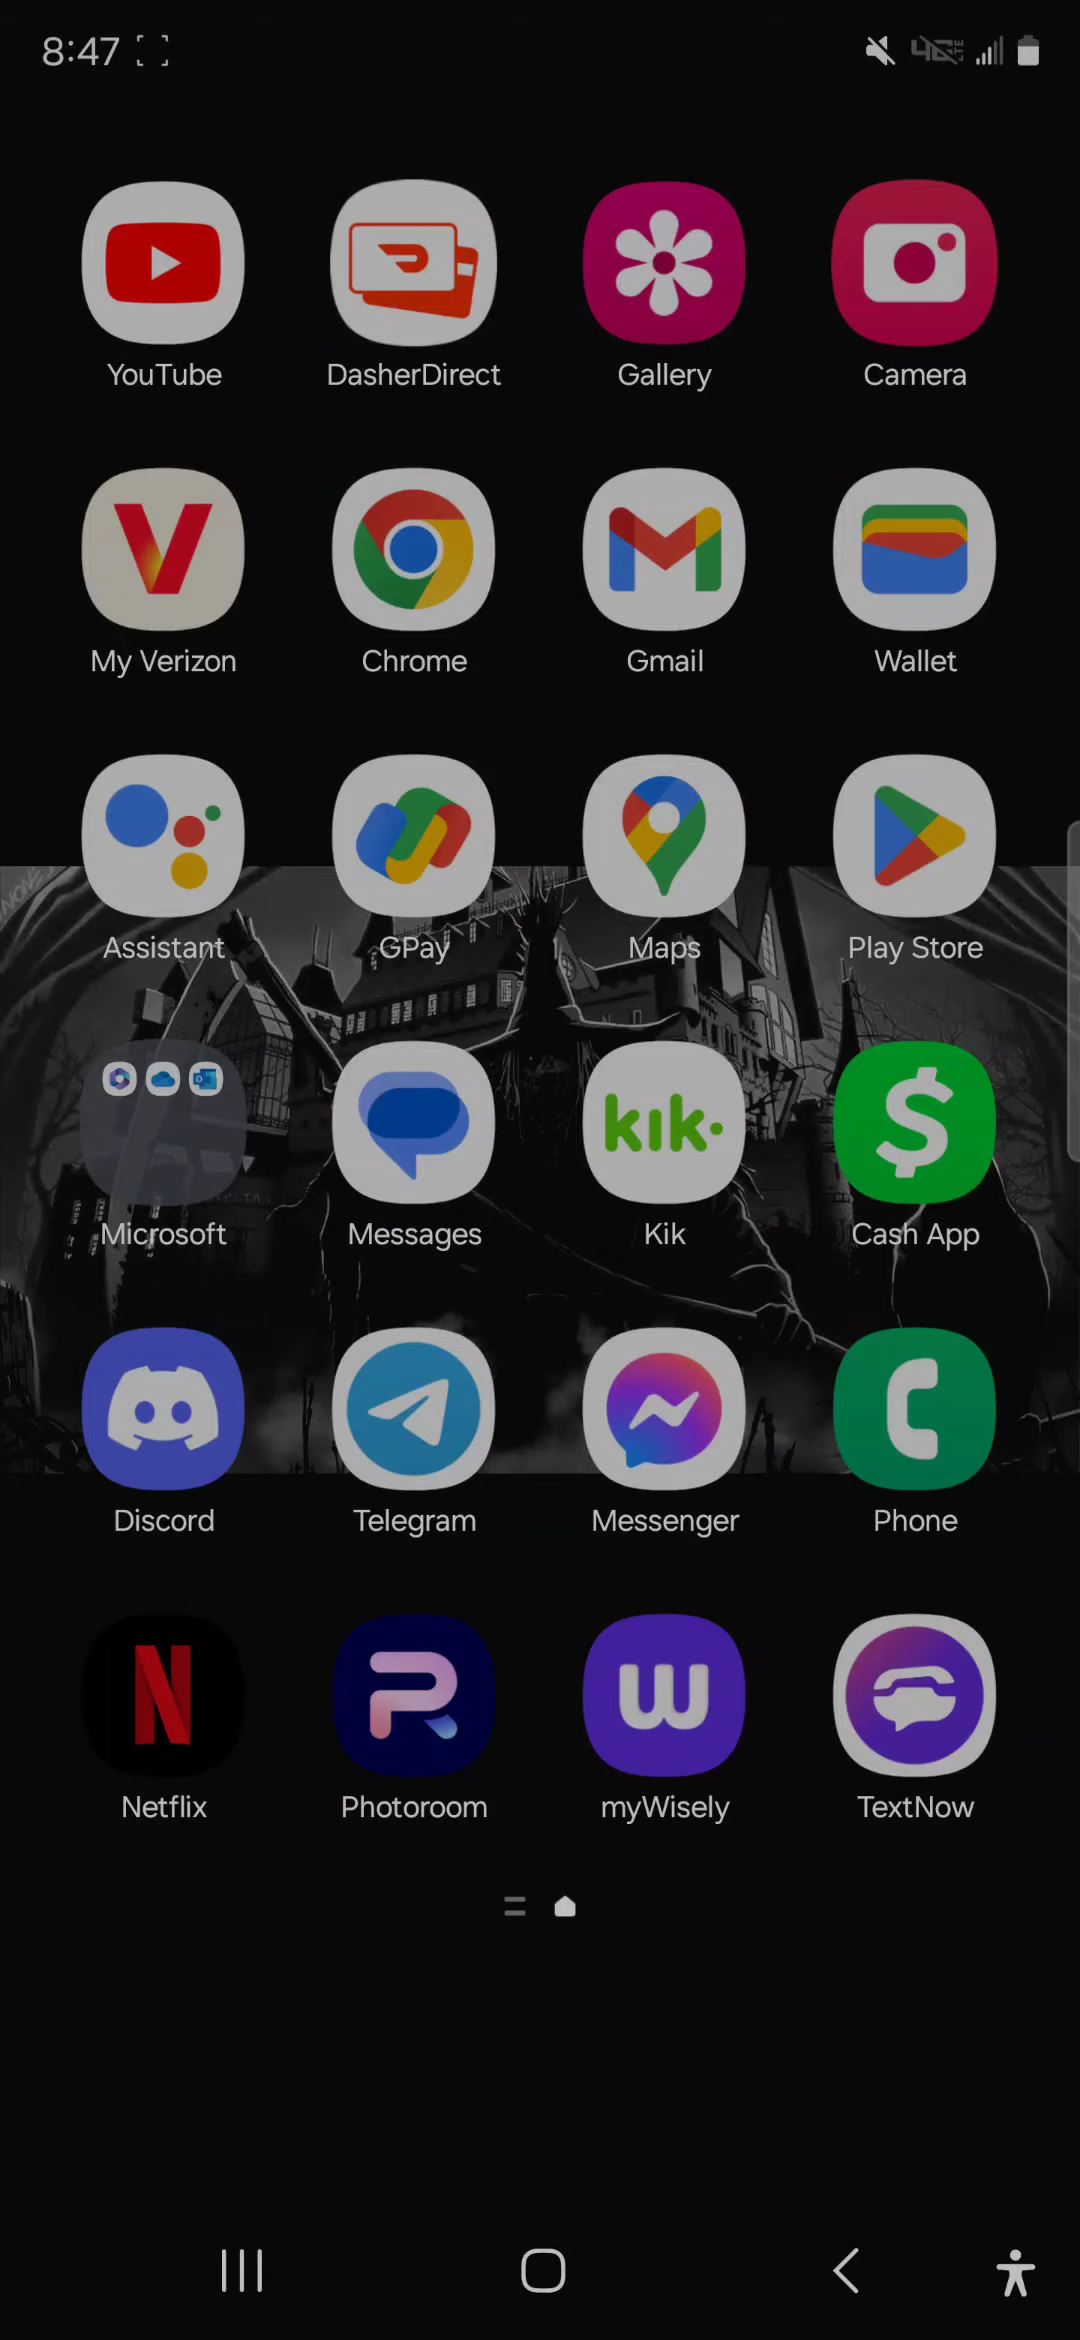 8:47
YouTube DasherDirect Gallery Camera
My Verizon Chrome Gmail Wallet
Assistant GPay Maps Play Store
kik.
Microsoft Messages Kik Cash App
Discord Telegram Messenger Phone
Netflix Photoroom myWisely TextNow